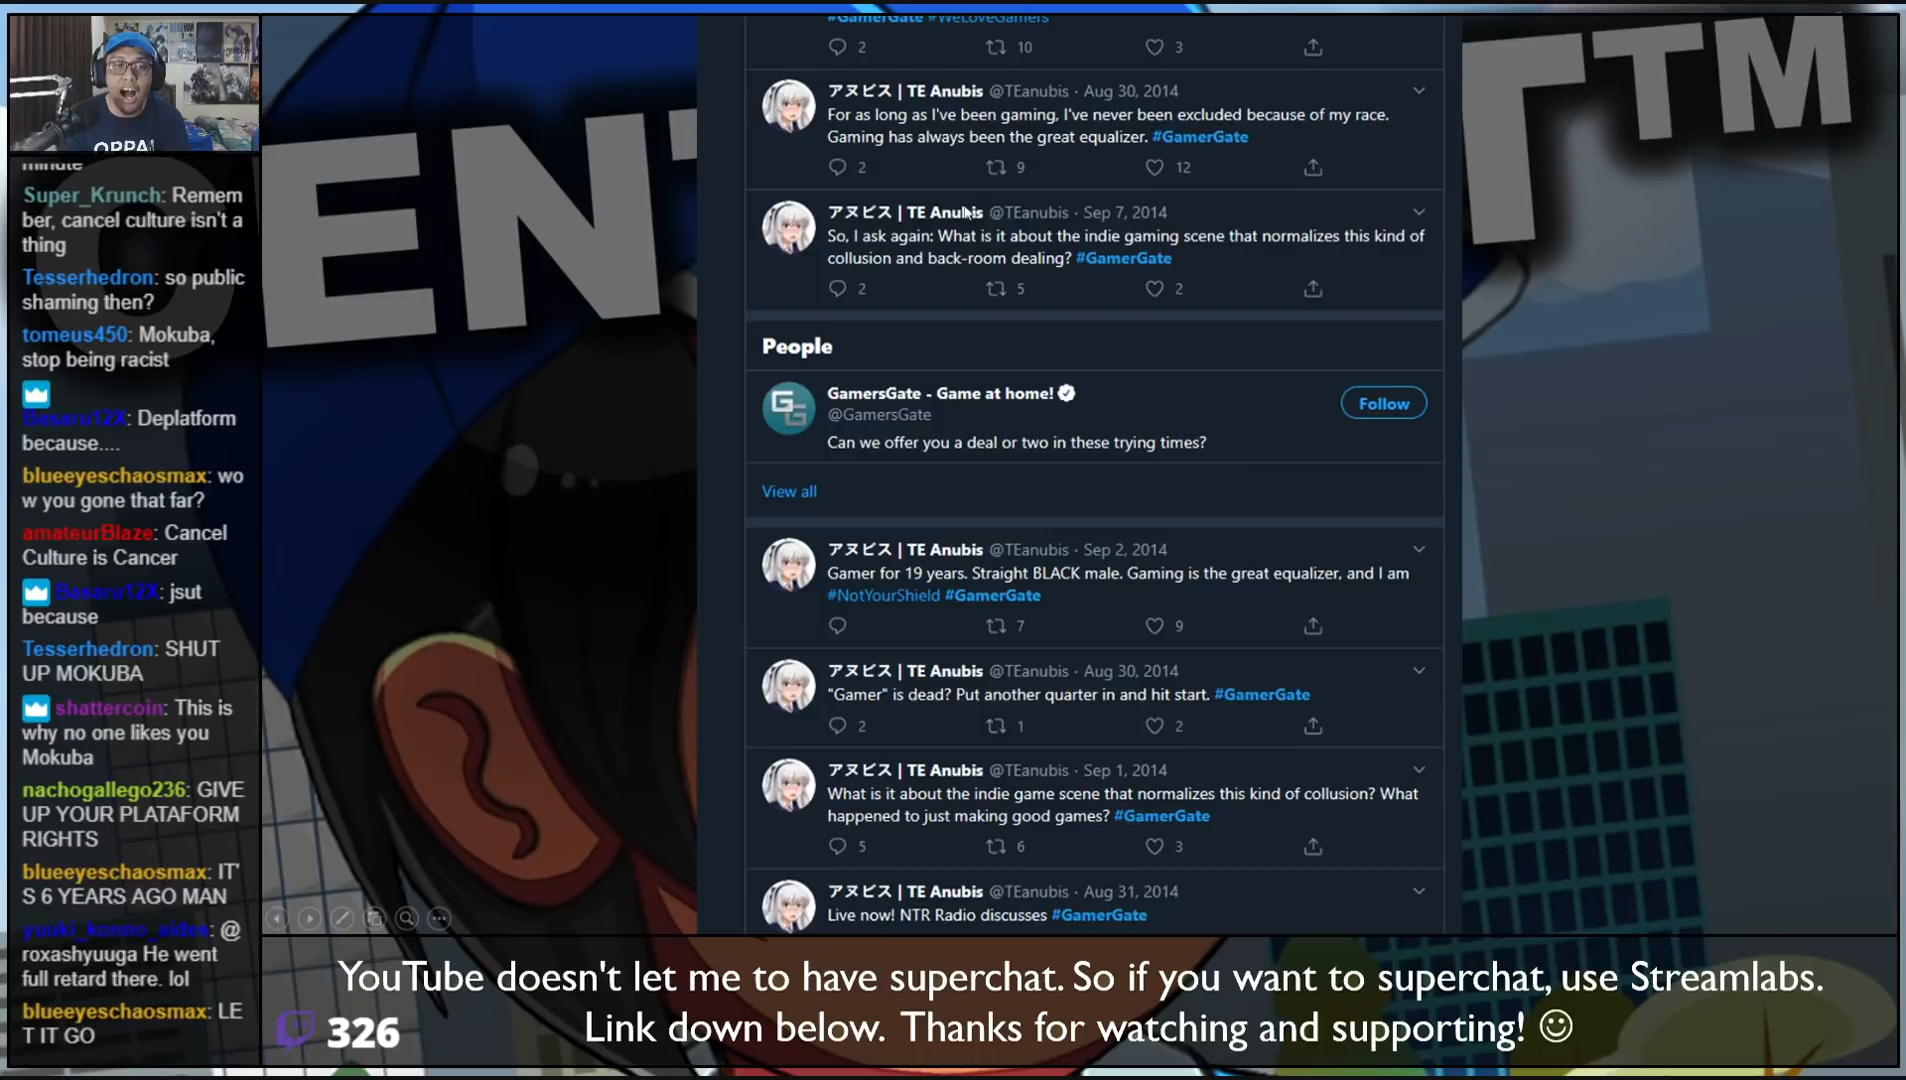 OPPAI
minute
Super_Krunch: Remem
ber, cancel culture isn't a
thing
Tesserhedron: so public
shaming then?
tomeus450: Mokuba,
stop being racist
Basaru12X: Deplatform
because....
blueeyeschaosmax: wo
w you gone that far?
amateurBlaze: Cancel
Culture is Cancer
Basaru12X: jsut
because
Tesserhedron: SHUT
UP MOKUBA
shattercoin: This is
why no one likes you
Mokuba
nachogallego236: GIVE
UP YOUR PLATAFORM
RIGHTS
blueeyeschaosmax: IT'
S 6 YEARS AGO MAN
yuuki_konno_aides: @
roxashyuuga He went
full retard there. lol
blueeyeschaosmax: LE
T IT GO
#GamerGate #WeLoveGamers
2 10 3
アヌビス | TE Anubis @TEanubis · Aug 30, 2014
For as long as I've been gaming, I've never been excluded because of my race.
Gaming has always been the great equalizer. #GamerGate
2 9 12
アヌビス | TE Anubis @TEanubis · Sep 7, 2014
So, I ask again: What is it about the indie gaming scene that normalizes this kind of
collusion and back-room dealing? #GamerGate
2 5 2
People
GG
GamersGate - Game at home!
@GamersGate
Follow
Can we offer you a deal or two in these trying times?
View all
アヌビス | TE Anubis @TEanubis · Sep 2, 2014
Gamer for 19 years. Straight BLACK male. Gaming is the great equalizer, and I am
#NotYourShield #GamerGate
7 9
アヌビス | TE Anubis @TEanubis · Aug 30, 2014
"Gamer" is dead? Put another quarter in and hit start. #GamerGate
2 1 2
アヌビス | TE Anubis @TEanubis · Sep 1, 2014
What is it about the indie game scene that normalizes this kind of collusion? What
happened to just making good games? #GamerGate
5 6 3
アヌビス | TE Anubis @TEanubis · Aug 31, 2014
Live now! NTR Radio discusses #GamerGate
TM
YouTube doesn't let me to have superchat. So if you want to superchat, use Streamlabs.
Link down below. Thanks for watching and supporting!
326